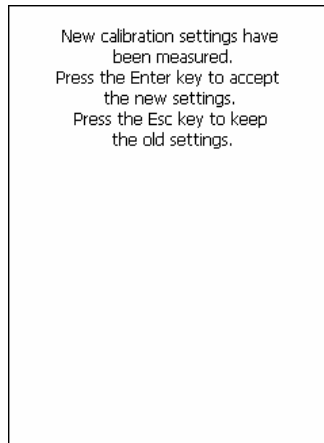 New calibration settings have
been measured.
Press the Enter key to accept
the new settings.
Press the Esc key to keep
the old settings.